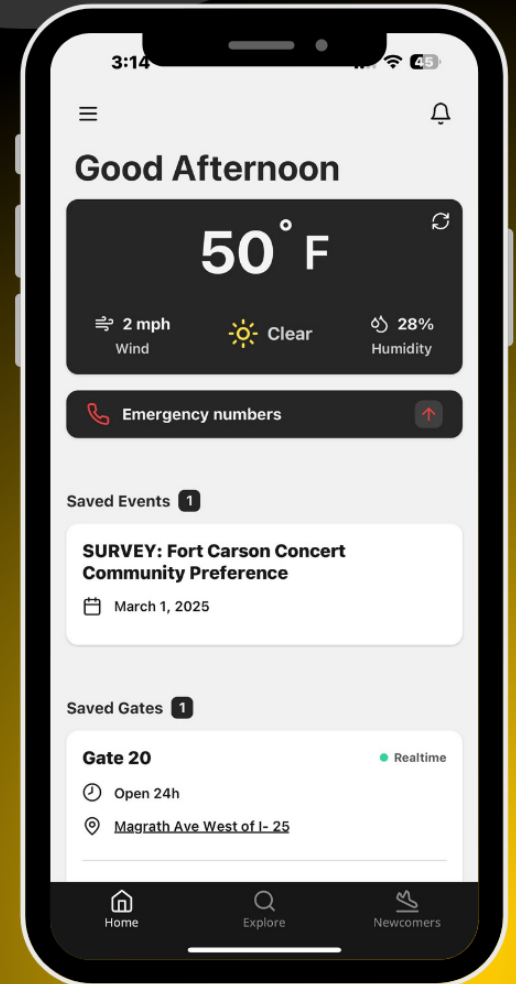 3:14
45
Good Afternoon
50° F
2 mph
Wind
Clear
28%
Humidity
Emergency numbers
Saved Events 1
SURVEY: Fort Carson Concert
Community Preference
March 1, 2025
Saved Gates 1
Gate 20
Realtime
Open 24h
Magrath Ave West of I- 25
Home
Explore
Newcomers